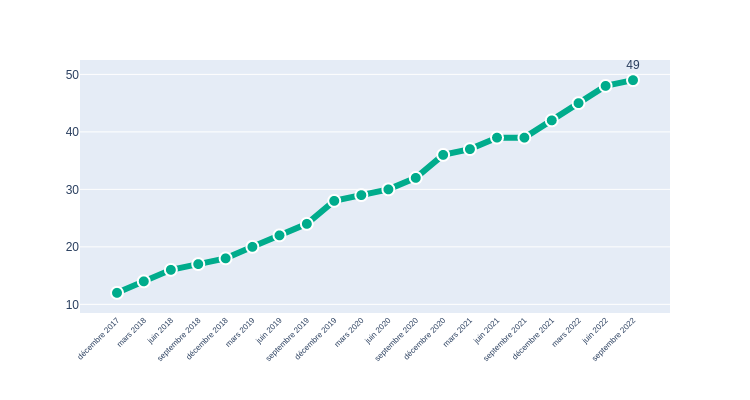 49
50
40
30
20
10
décembre 2017
mars 2018
juin 2018
septembre 2018
décembre 2018
mars 2019
juin 2019
septembre 2019
décembre 2019
mars 2020
juin 2020
septembre 2020
décembre 2020
mars 2021
juin 2021
septembre 2021
décembre 2021
mars 2022
juin 2022
septembre 2022